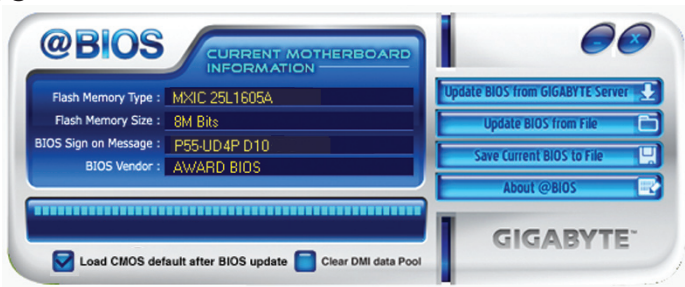 @BIOS
CURRENT MOTHERBOARD
INFORMATION
Flash Memory Type : MXIC 25L1605A
Flash Memory Size : 8M Bits
BIOS Sign on Message : P55-UD4P D10
BIOS Vendor : AWARD BIOS
Load CMOS default after BIOS update
Clear DMI data Pool
Update BIOS from GIGABYTE Server
Update BIOS from File
Save Current BIOS to File
About @BIOS
GIGABYTE™